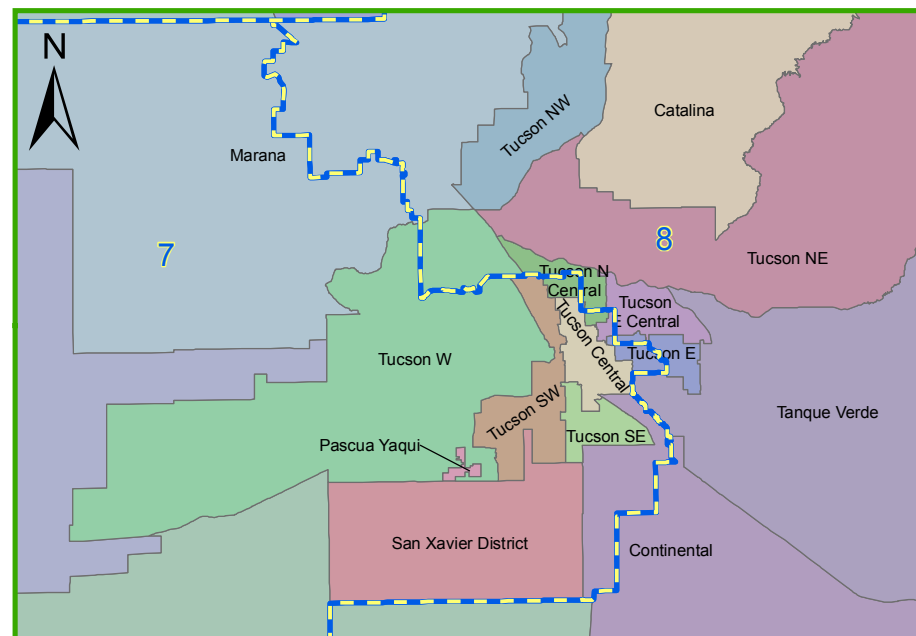 N
Tucson NW
Catalina
Marana
7
8
Tucson NE
Tucson N
Central
Tucson
E Central
Tucson Central
Tucson E
Tucson W
Tucson SW
Tanque Verde
Tucson SE
Pascua Yaqui
San Xavier District
Continental